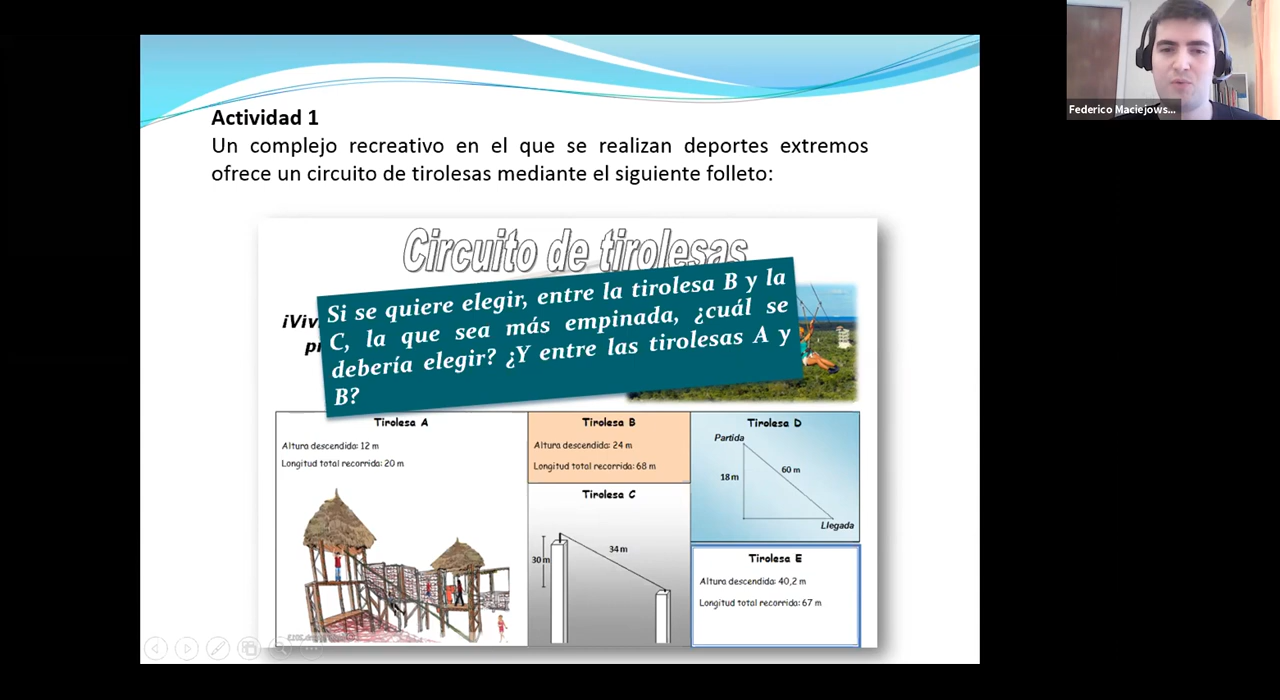 Federico Maciejows...
Actividad 1
Un complejo recreativo en el que se realizan deportes extremos
ofrece un circuito de tirolesas mediante el siguiente folleto:
Circuito de tirolesas
Si se quiere elegir, entre la tirolesa B y la
C, la que sea más empinada, ¿cuál se
debería elegir? ¿Y entre las tirolesas A y
B?
Tirolesa A
Altura descendida: 12 m
Longitud total recorrida: 20 m
Tirolesa B
Altura descendida: 24 m
Longitud total recorrida: 68 m
Tirolesa C
30 m
34 m
Tirolesa D
Partida
18 m
60 m
Llegada
Tirolesa E
Altura descendida: 40,2 m
Longitud total recorrida: 67 m